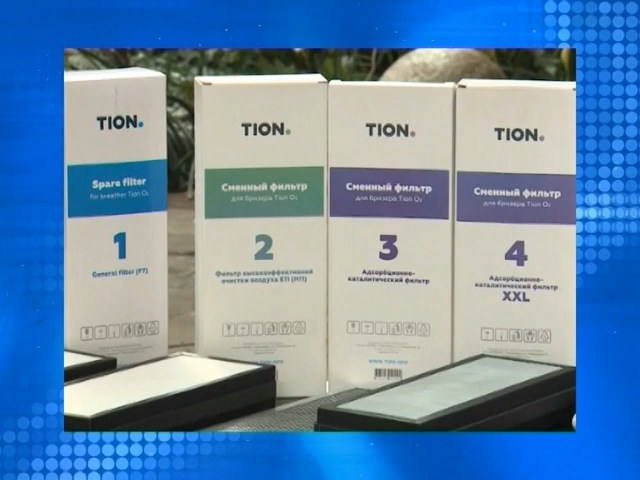 TION.
Spare filter
for breather Tion O₂
1
General filter (F7)
TION.
Сменный фильтр
для бризера Tion O₂
2
Фильтр высокоэффективной
очистки воздуха E11 (H11)
TION.
Сменный фильтр
для бризера Tion O₂
3
Адсорбционно-
каталитический фильтр
TION.
Сменный фильтр
для бризера Tion O₂
4
Адсорбционно-
каталитический фильтр
XXL